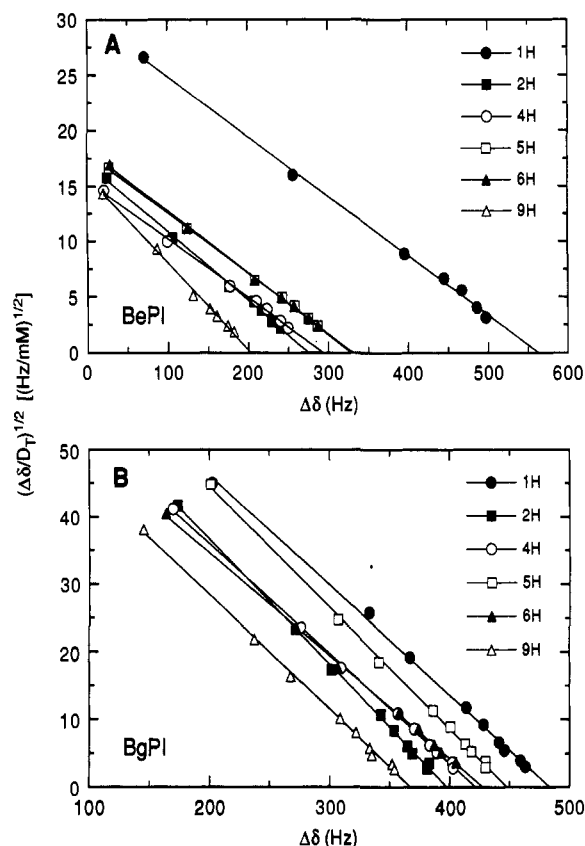 A
30
25
20
15
10
5
0
1H
2H
4H
5H
6H
9H
BePI
0 100 200 300 400 500 600
Δδ (Hz)
(Δδ/D_T)^1/2 [(Hz/mM)^1/2]
B
50
40
30
20
10
0
1H
2H
4H
5H
6H
9H
BgPI
100 200 300 400 500
Δδ (Hz)